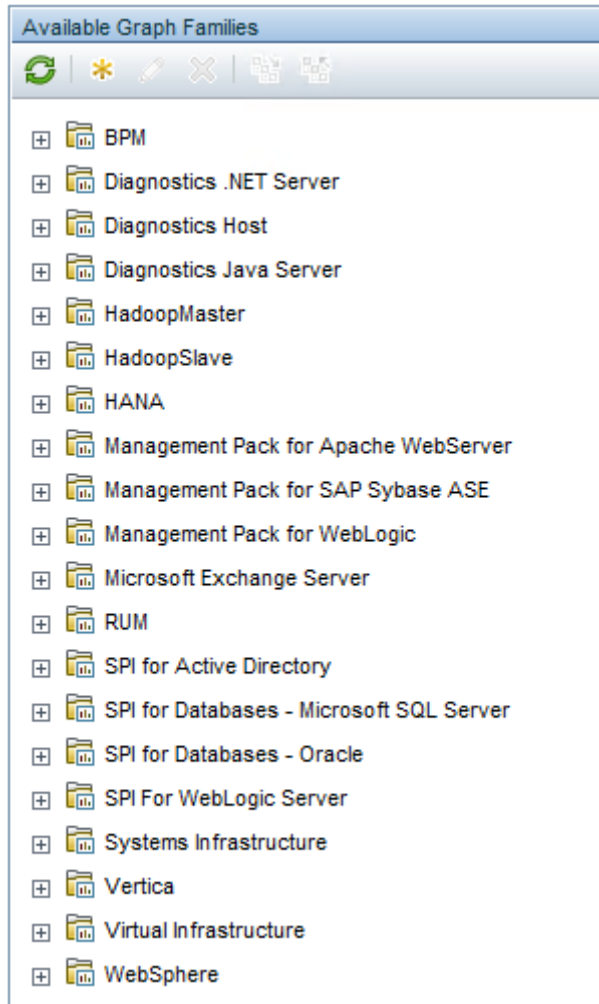 Available Graph Families
BPM
Diagnostics .NET Server
Diagnostics Host
Diagnostics Java Server
HadoopMaster
HadoopSlave
HANA
Management Pack for Apache WebServer
Management Pack for SAP Sybase ASE
Management Pack for WebLogic
Microsoft Exchange Server
RUM
SPI for Active Directory
SPI for Databases - Microsoft SQL Server
SPI for Databases - Oracle
SPI For WebLogic Server
Systems Infrastructure
Vertica
Virtual Infrastructure
WebSphere